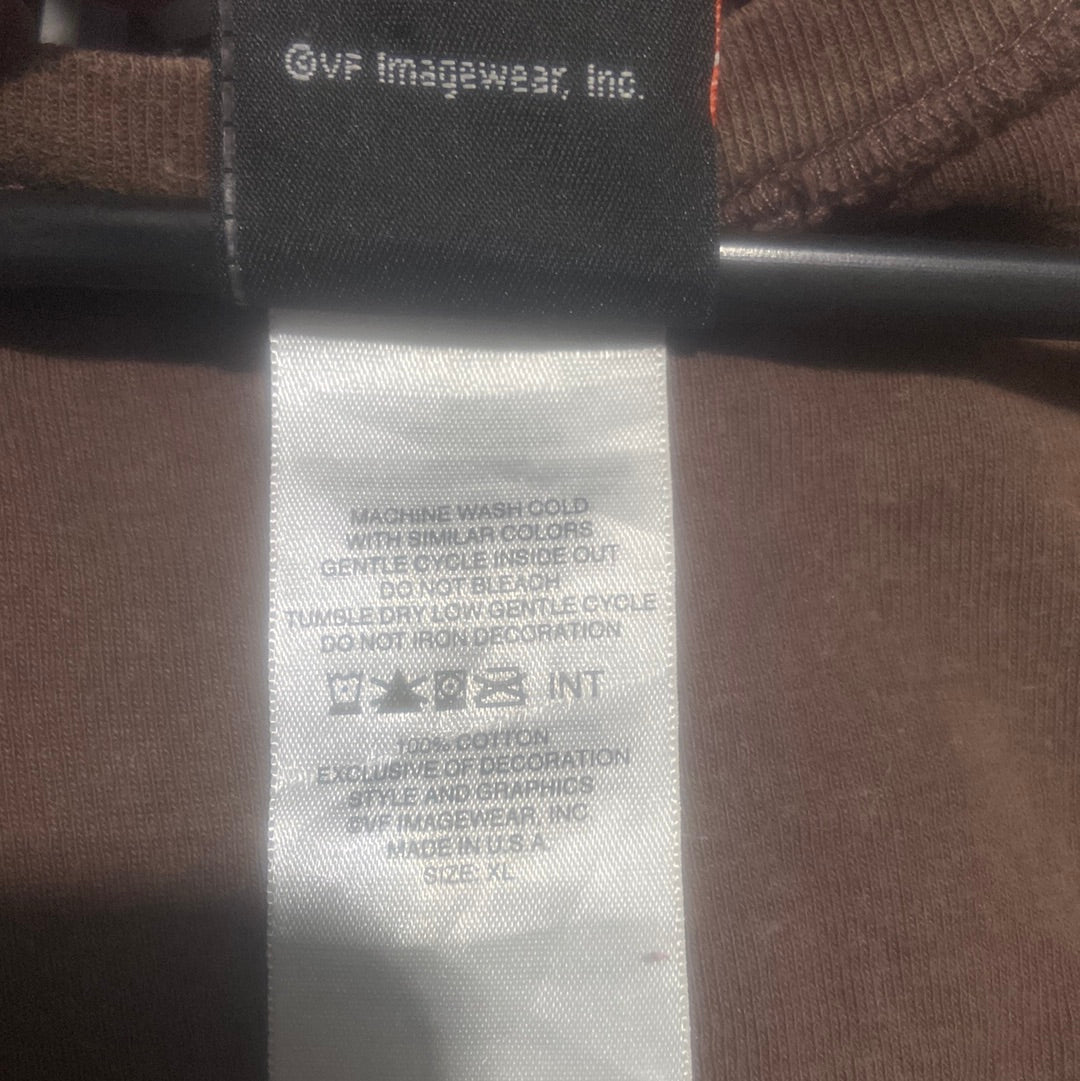 ©VF Imagewear, Inc.
MACHINE WASH COLD
WITH SIMILAR COLORS
GENTLE CYCLE INSIDE OUT
DO NOT BLEACH
TUMBLE DRY LOW GENTLE CYCLE
DO NOT IRON DECORATION
INT
100% COTTON
EXCLUSIVE OF DECORATION
STYLE AND GRAPHICS
©VF IMAGEWEAR, INC
MADE IN U.S.A.
SIZE: XL